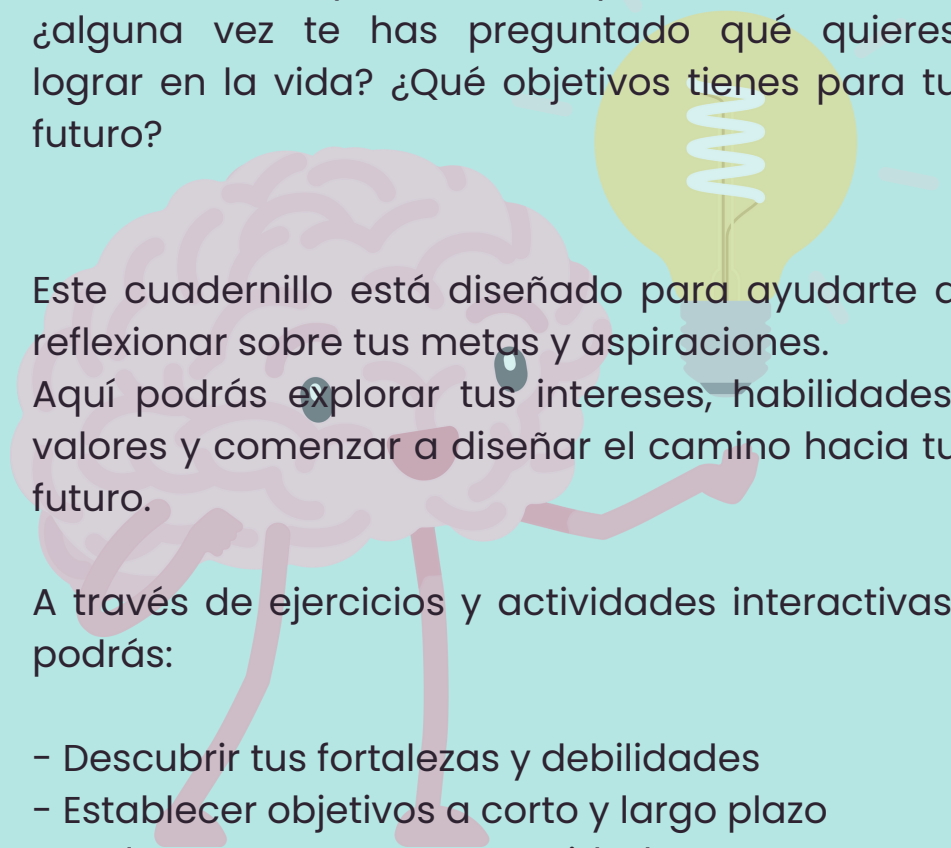 ¿alguna vez te has preguntado qué quieres
lograr en la vida? ¿Qué objetivos tienes para tu
futuro?
Este cuadernillo está diseñado para ayudarte a
reflexionar sobre tus metas y aspiraciones.
Aquí podrás explorar tus intereses, habilidades
valores y comenzar a diseñar el camino hacia tu
futuro.
A través de ejercicios y actividades interactivas
podrás:
- Descubrir tus fortalezas y debilidades
- Establecer objetivos a corto y largo plazo